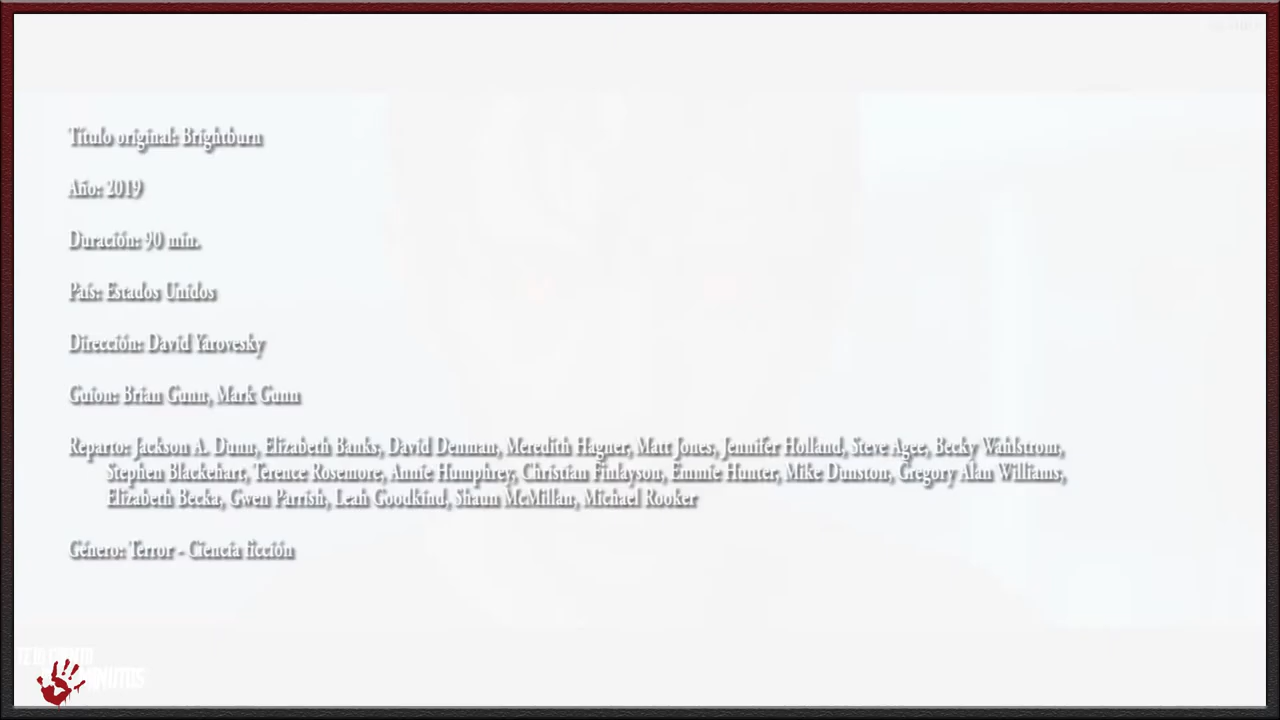 Título original: Brightburn
Año: 2019
Duración: 90 min.
País: Estados Unidos
Dirección: David Yarovesky
Guion: Brian Gunn, Mark Gunn
Reparto: Jackson A. Dunn, Elizabeth Banks, David Denman, Meredith Hagner, Matt Jones, Jennifer Holland, Steve Agee, Becky Wahlstrom,
Stephen Blackehart, Terence Rosemore, Annie Humphrey, Christian Finlayson, Emmie Hunter, Mike Dunston, Gregory Alan Williams,
Elizabeth Becka, Gwen Parrish, Leah Goodkind, Shaun McMillan, Michael Rooker
Género: Terror - Ciencia ficción